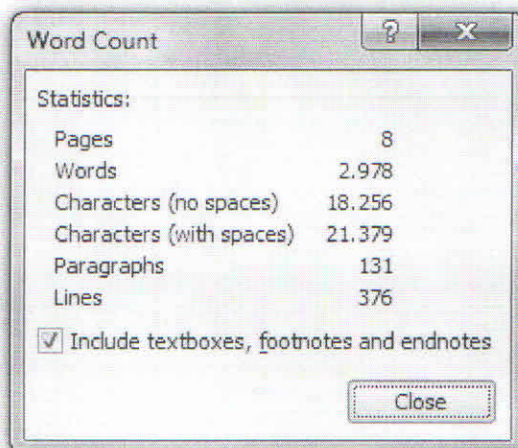 Word Count
Statistics:
Pages 8
Words 2.978
Characters (no spaces) 18.256
Characters (with spaces) 21.379
Paragraphs 131
Lines 376
Include textboxes, footnotes and endnotes
Close